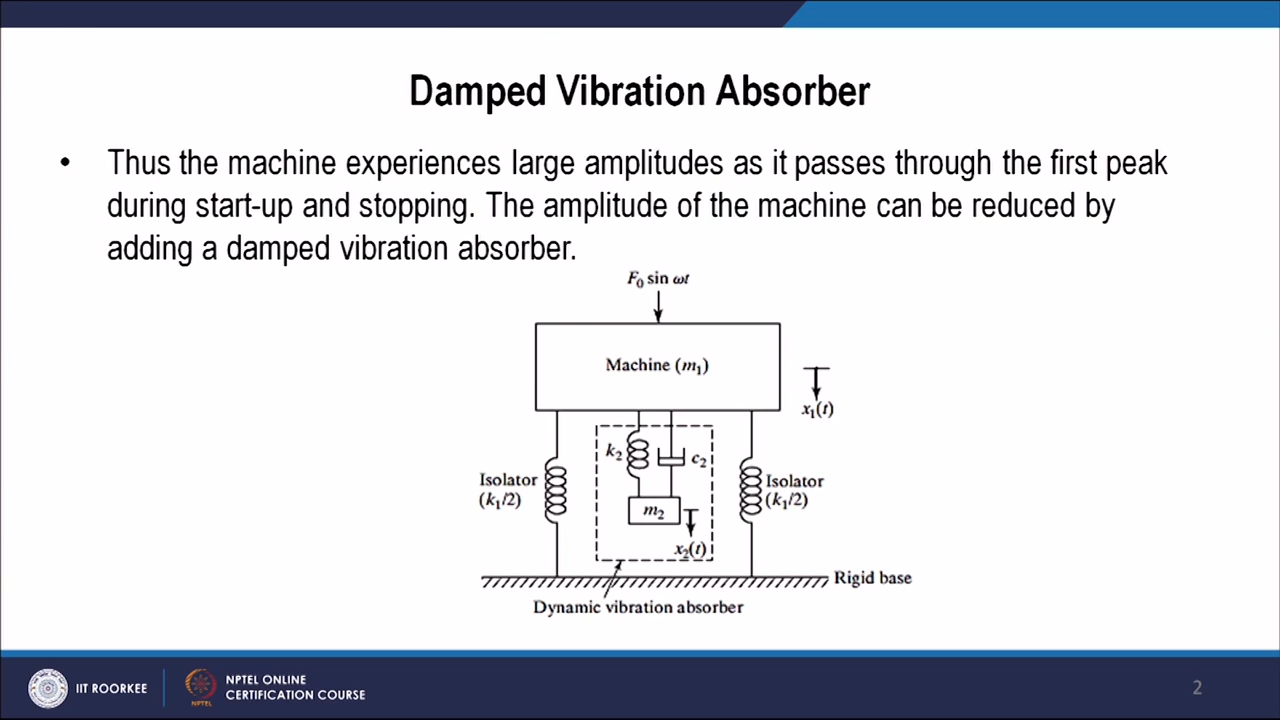 Damped Vibration Absorber
• Thus the machine experiences large amplitudes as it passes through the first peak
during start-up and stopping. The amplitude of the machine can be reduced by
adding a damped vibration absorber.
F₀ sin ωt
Machine (m₁)
x₁(t)
k₂
c₂
Isolator
(k₁/2)
Isolator
(k₁/2)
m₂
x₂(t)
Rigid base
Dynamic vibration absorber
IIT ROORKEE
NPTEL
NPTEL ONLINE
CERTIFICATION COURSE
2